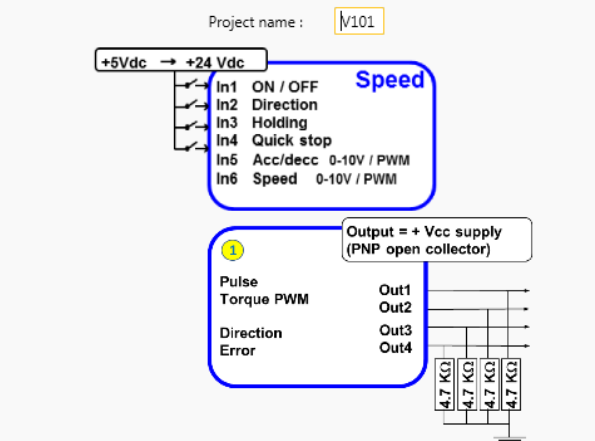 Project name : V101
+5Vdc → +24 Vdc
Speed
In1 ON / OFF
In2 Direction
In3 Holding
In4 Quick stop
In5 Acc/decc 0-10V / PWM
In6 Speed 0-10V / PWM
Output = + Vcc supply
(PNP open collector)
1
Pulse Out1
Torque PWM Out2
Direction Out3
Error Out4
4.7 KΩ 4.7 KΩ 4.7 KΩ 4.7 KΩ